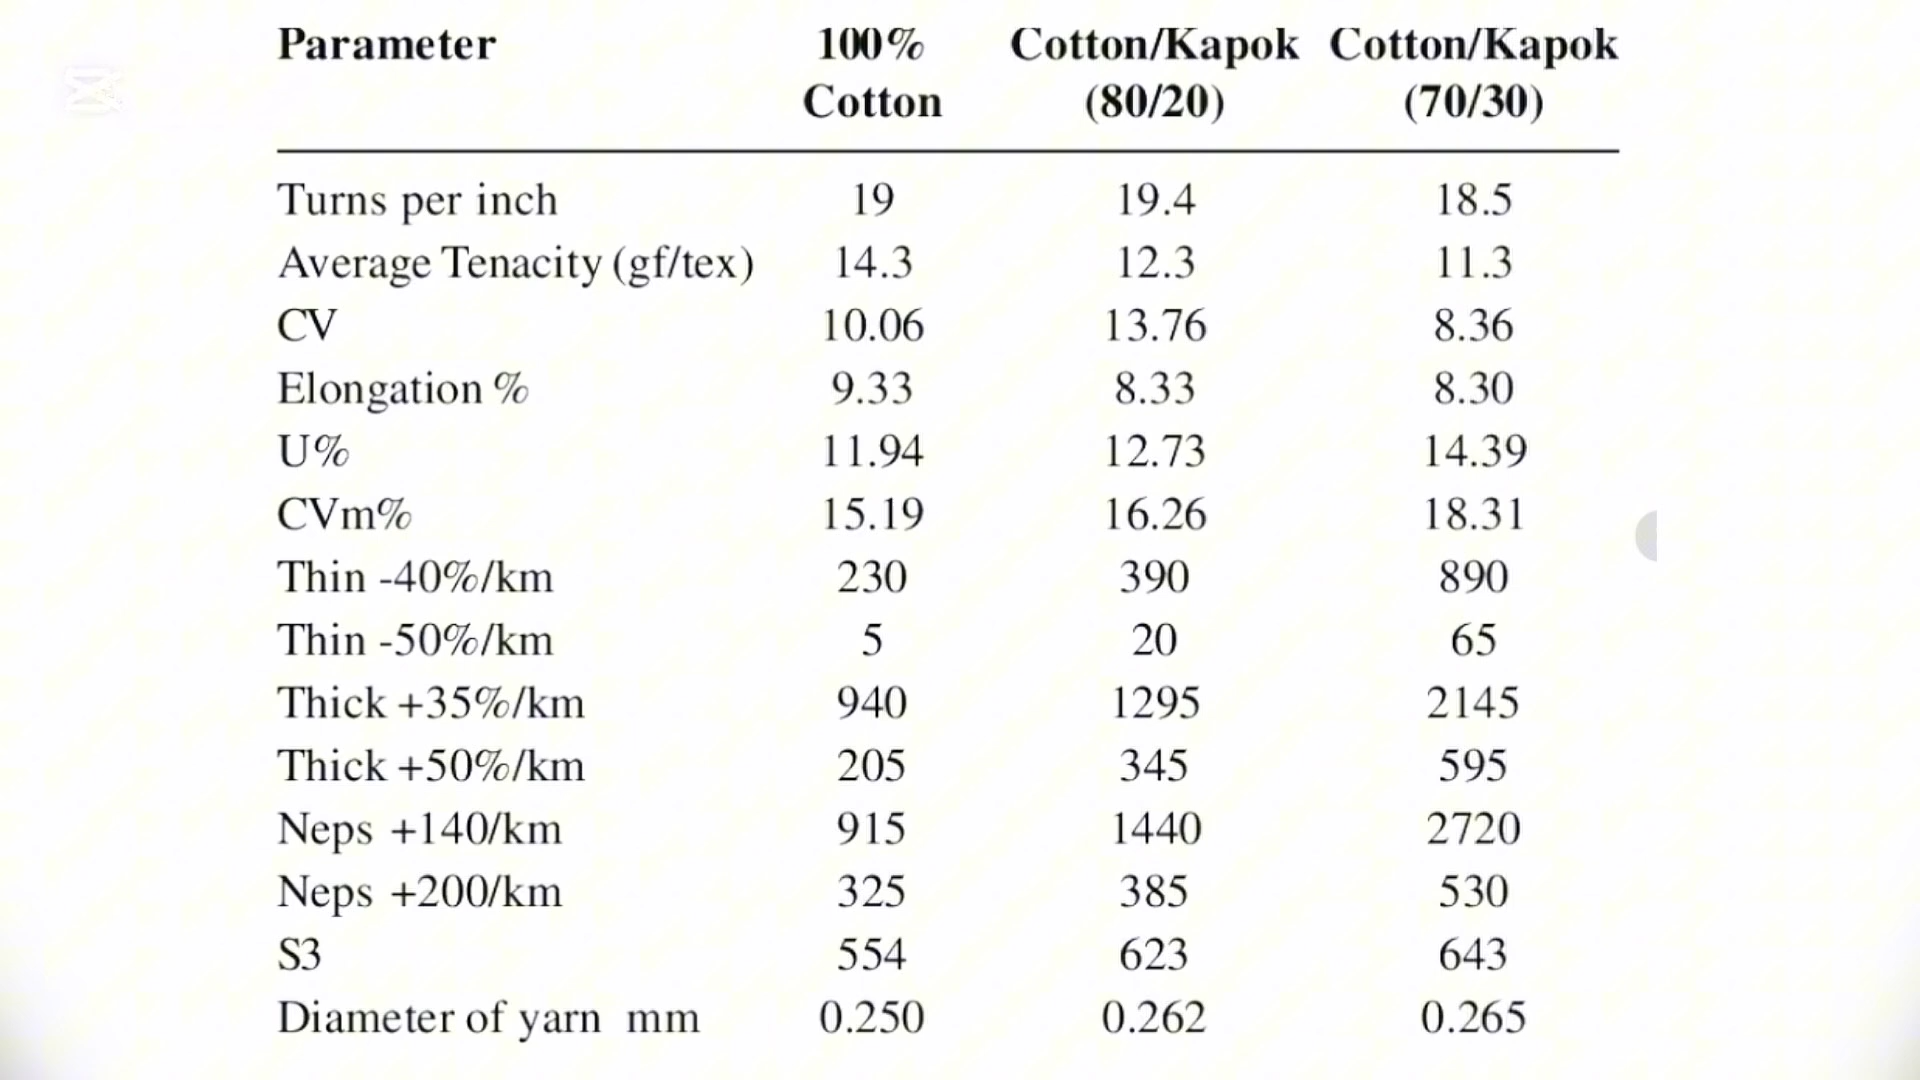 Parameter 100% Cotton/Kapok Cotton/Kapok
Cotton (80/20) (70/30)
Turns per inch 19 19.4 18.5
Average Tenacity (gf/tex) 14.3 12.3 11.3
CV 10.06 13.76 8.36
Elongation % 9.33 8.33 8.30
U% 11.94 12.73 14.39
CVm% 15.19 16.26 18.31
Thin -40%/km 230 390 890
Thin -50%/km 5 20 65
Thick +35%/km 940 1295 2145
Thick +50%/km 205 345 595
Neps +140/km 915 1440 2720
Neps +200/km 325 385 530
S3 554 623 643
Diameter of yarn mm 0.250 0.262 0.265